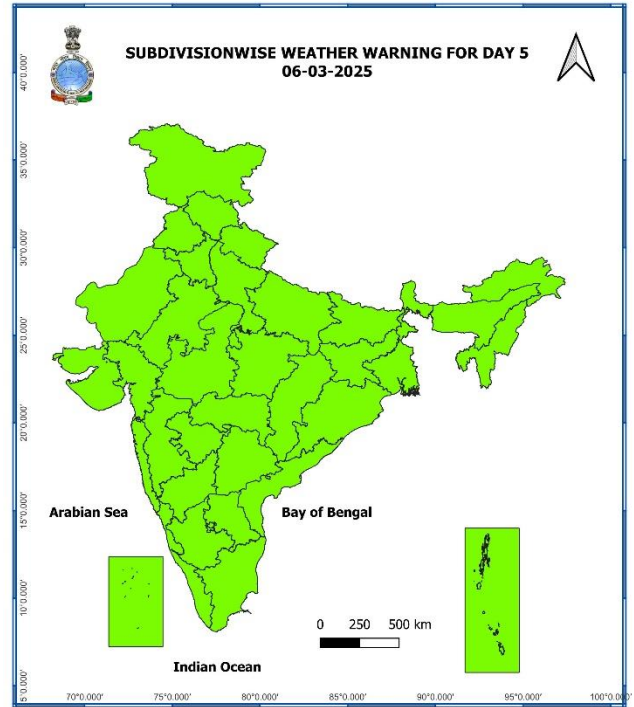 SUBDIVISIONWISE WEATHER WARNING FOR DAY 5
06-03-2025
40°0.000'
35°0.000'
30°0.000'
25°0.000'
20°0.000'
15°0.000'
10°0.000'
5°0.000'
Arabian Sea
Bay of Bengal
0 250 500 km
Indian Ocean
70°0.000' 75°0.000' 80°0.000' 85°0.000' 90°0.000' 95°0.000' 100°0.000'